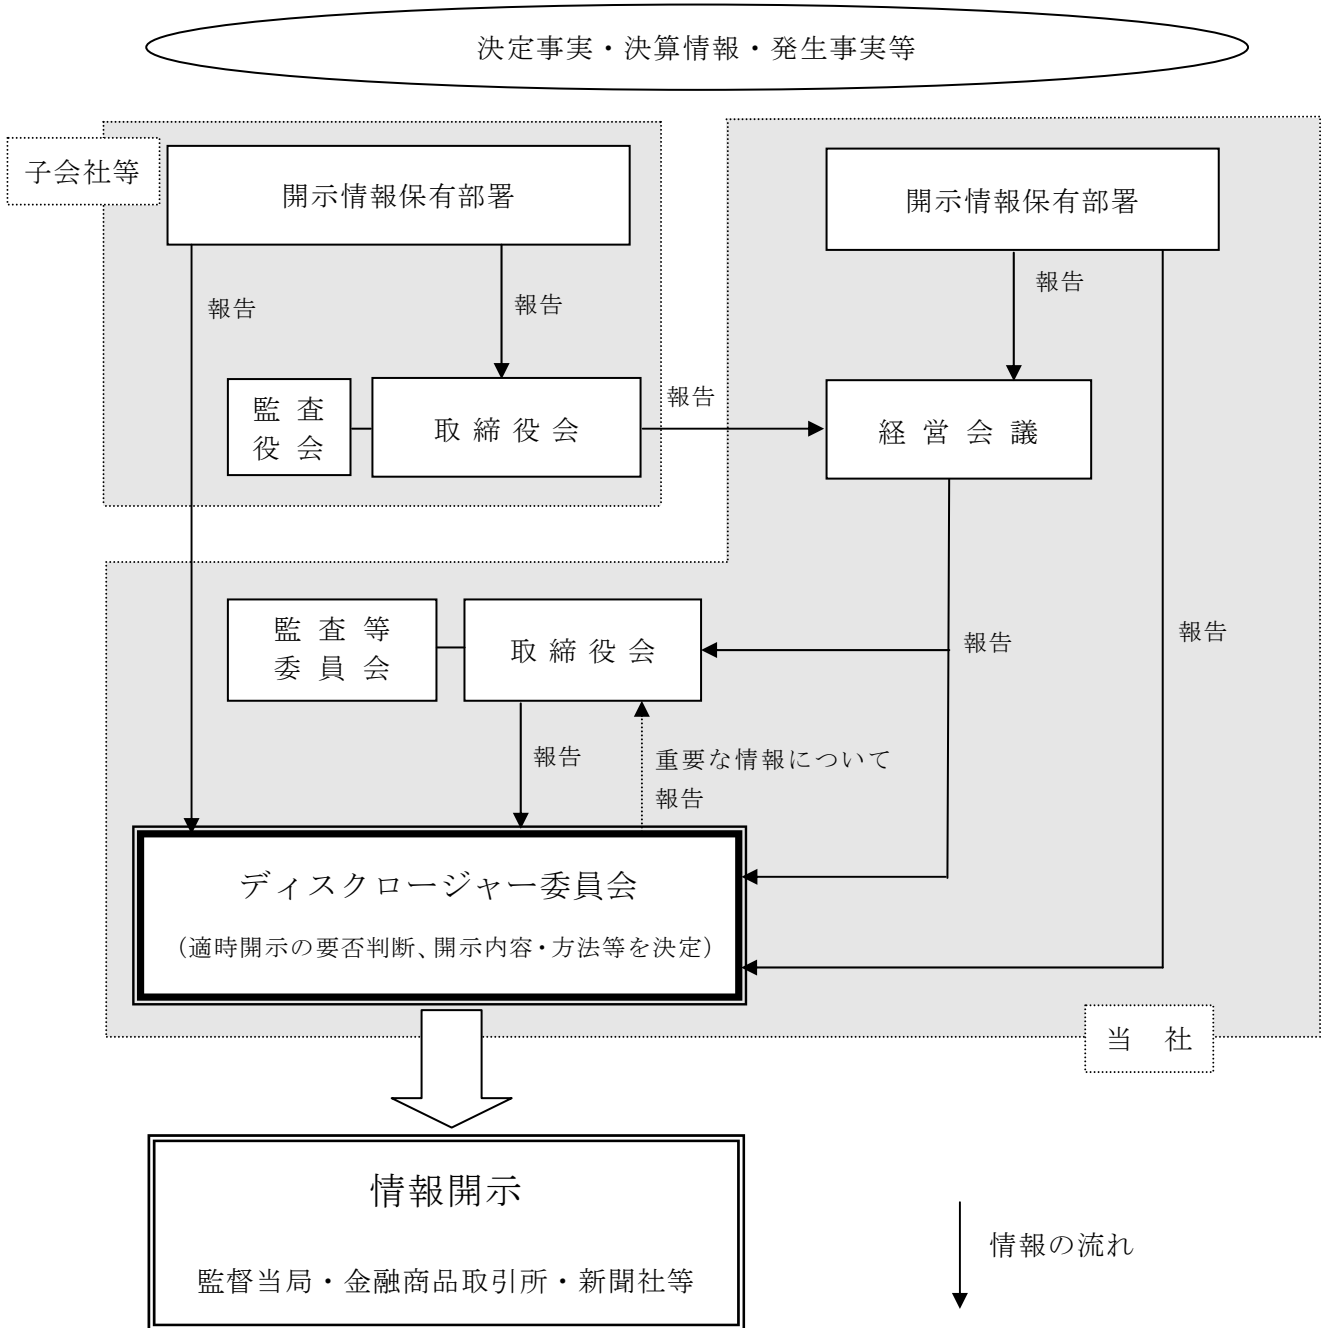 決定事実・決算情報・発生事実等
子会社等
開示情報保有部署
開示情報保有部署
報告
報告
報告
監査
役会
取締役会
報告
経営会議
監査等
委員会
取締役会
報告
報告
報告
重要な情報について
報告
ディスクロージャー委員会
（適時開示の要否判断、開示内容・方法等を決定）
当社
情報開示
監督当局・金融商品取引所・新聞社等
情報の流れ